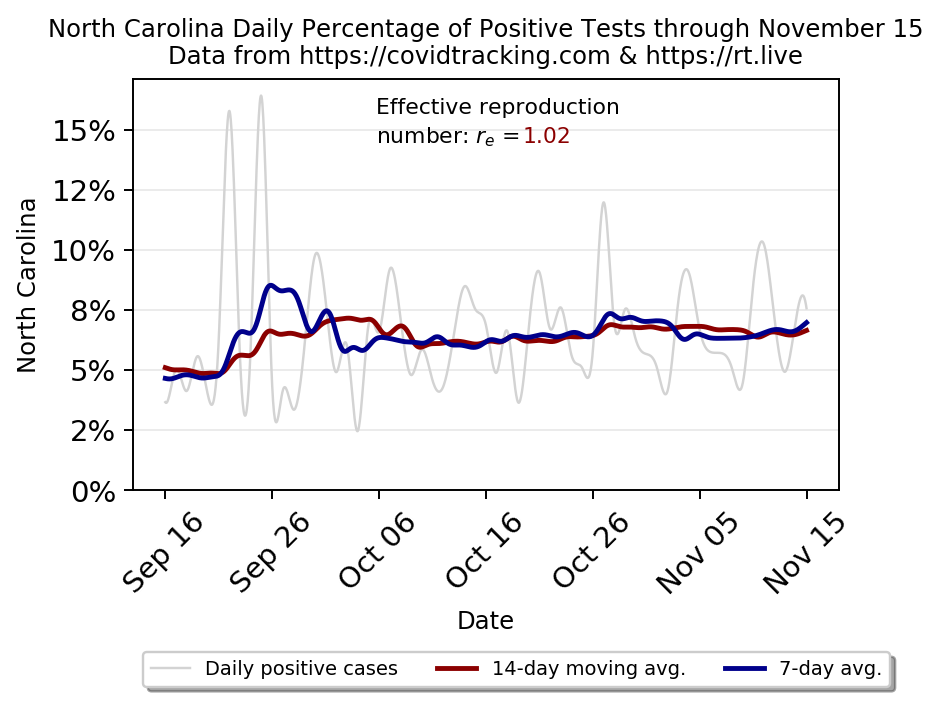 North Carolina Daily Percentage of Positive Tests through November 15
Data from https://covidtracking.com & https://rt.live
Effective reproduction
number: rₑ =1.02
15%
12%
10%
8%
5%
2%
0%
North Carolina
Sep 16
Sep 26
Oct 06
Oct 16
Oct 26
Nov 05
Nov 15
Date
Daily positive cases
14-day moving avg.
7-day avg.